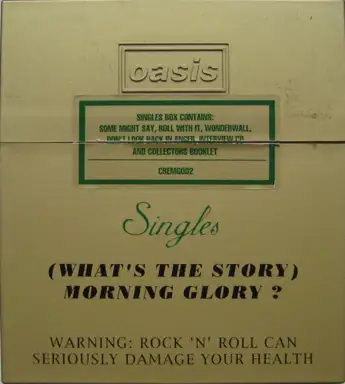 oasis
SINGLES BOX CONTAINS:
SOME MIGHT SAY, ROLL WITH IT, WONDERWALL,
DON'T LOOK BACK IN ANGER, INTERVIEW CD
AND COLLECTORS BOOKLET
CREMG002
Singles
(WHAT'S THE STORY)
MORNING GLORY ?
WARNING: ROCK 'N' ROLL CAN
SERIOUSLY DAMAGE YOUR HEALTH